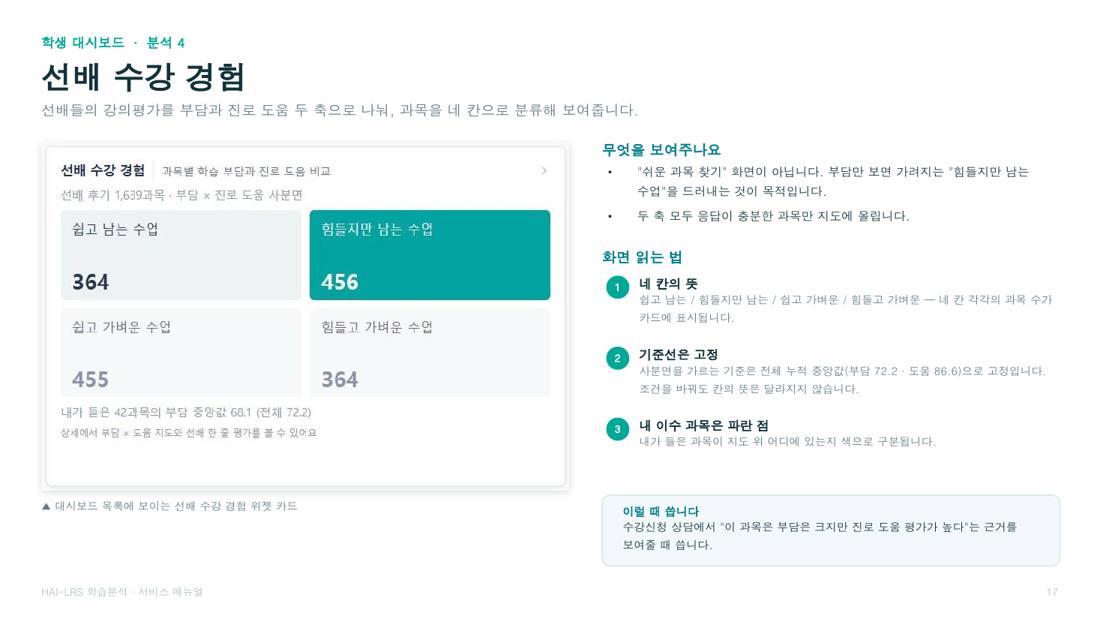 학생 대시보드 · 분석 4
선배 수강 경험
선배들의 강의평가를 부담과 진로 도움 두 축으로 나눠, 과목을 네 칸으로 분류해 보여줍니다.
선배 수강 경험 과목별 학습 부담과 진로 도움 비교
선배 후기 1,639과목 · 부담 × 진로 도움 사분면
쉽고 남는 수업
364
힘들지만 남는 수업
456
쉽고 가벼운 수업
455
힘들고 가벼운 수업
364
내가 들은 42과목의 부담 중앙값 68.1 (전체 72.2)
상세에서 부담 × 도움 지도와 선배 한 줄 평가를 볼 수 있어요
▲ 대시보드 목록에 보이는 선배 수강 경험 위젯 카드
무엇을 보여주나요
• "쉬운 과목 찾기" 화면이 아닙니다. 부담만 보면 가려지는 "힘들지만 남는
수업"을 드러내는 것이 목적입니다.
• 두 축 모두 응답이 충분한 과목만 지도에 올립니다.
화면 읽는 법
1 네 칸의 뜻
쉽고 남는 / 힘들지만 남는 / 쉽고 가벼운 / 힘들고 가벼운 — 네 칸 각각의 과목 수가
카드에 표시됩니다.
2 기준선은 고정
사분면을 가르는 기준은 전체 누적 중앙값(부담 72.2 · 도움 86.6)으로 고정입니다.
조건을 바꿔도 칸의 뜻은 달라지지 않습니다.
3 내 이수 과목은 파란 점
내가 들은 과목이 지도 위 어디에 있는지 색으로 구분됩니다.
이럴 때 씁니다
수강신청 상담에서 "이 과목은 부담은 크지만 진로 도움 평가가 높다"는 근거를
보여줄 때 씁니다.
HAI-LRS 학습분석 · 서비스 매뉴얼
17